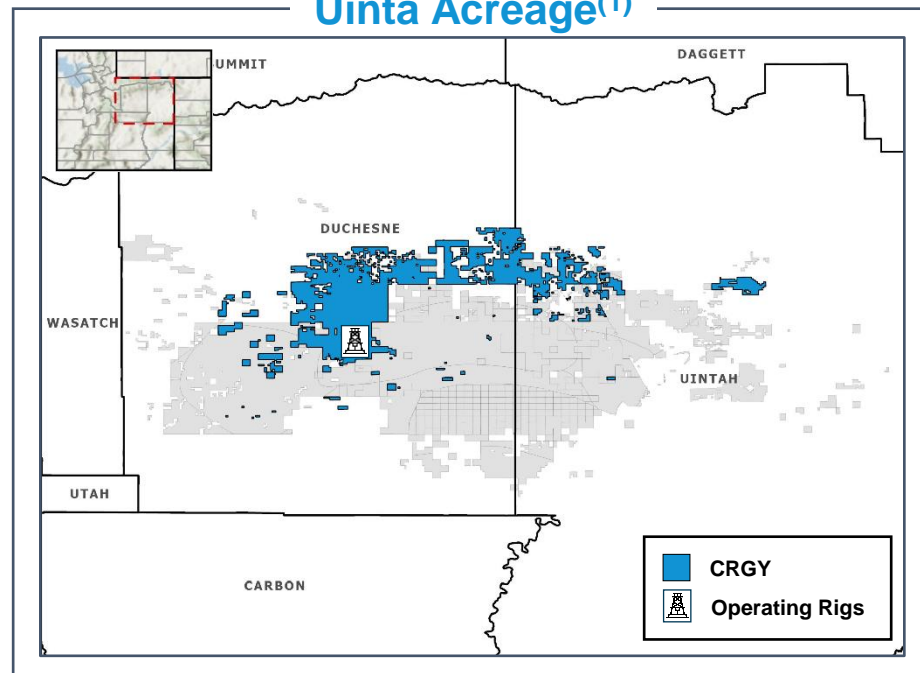 Uinta Acreage(1)
UMMIT
DAGGETT
DUCHESNE
WASATCH
UINTAH
UTAH
CARBON
CRGY
Operating Rigs